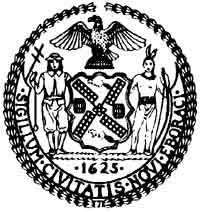 · SIGILLUM · CIVITATIS · NOVI · EBORACI ·
· 1625 ·